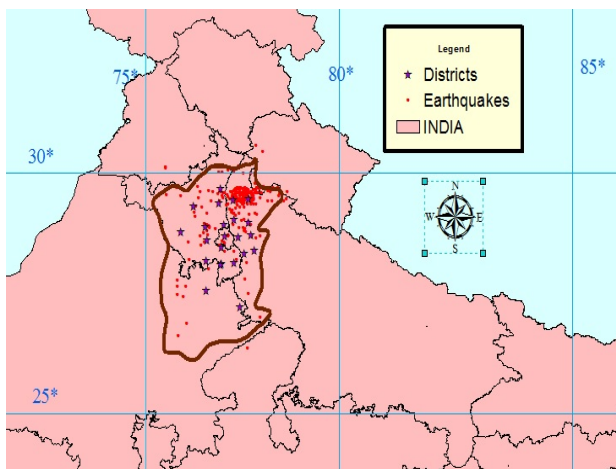 Legend
Districts
Earthquakes
INDIA
75*
80*
85*
30*
25*
N
W E
S